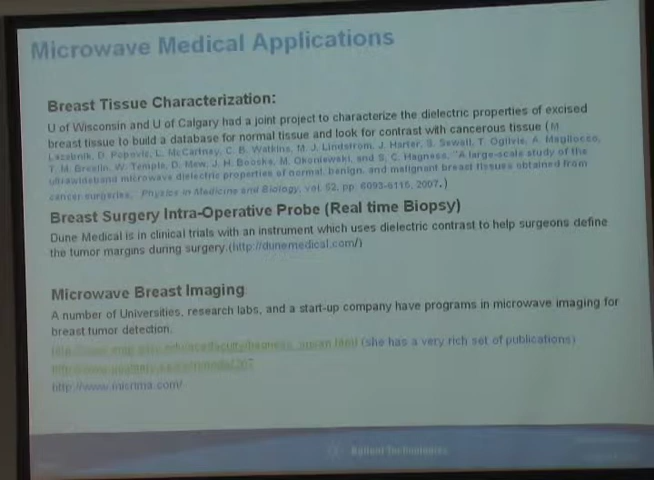 Microwave Medical Applications
Breast Tissue Characterization:
U of Wisconsin and U of Calgary had a joint project to characterize the dielectric properties of excised
breast tissue to build a database for normal tissue and look for contrast with cancerous tissue (M.
Lazebnik, D. Popovic, L. McCartney, C. B. Watkins, M. J. Lindstrom, J. Harter, S. Sewall, T. Ogilvie, A. Magliocco,
T. M. Breslin, W. Temple, D. Mew, J. H. Booske, M. Okoniewski, and S. C. Hagness, "A large-scale study of the
ultrawideband microwave dielectric properties of normal, benign, and malignant breast tissues obtained from
cancer surgeries," Physics in Medicine and Biology, vol. 52, pp. 6093-6115, 2007.)
Breast Surgery Intra-Operative Probe (Real time Biopsy)
Dune Medical is in clinical trials with an instrument which uses dielectric contrast to help surgeons define
the tumor margins during surgery.(http://dunemedical.com/)
Microwave Breast Imaging
A number of Universities, research labs, and a start-up company have programs in microwave imaging for
breast tumor detection.
(she has a very rich set of publications)
http://www.micrima.com/
Agilent Technologies